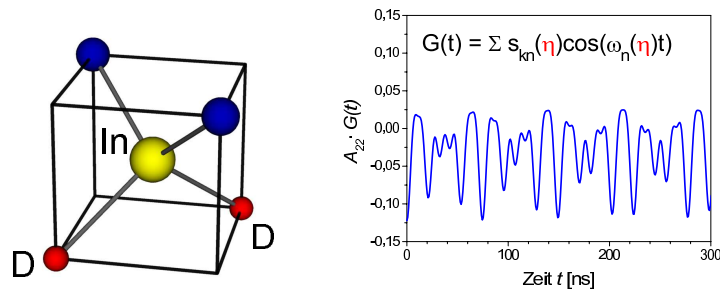 In
D
D
G(t) = Σ s_kn(η)cos(ω_n(η)t)
0,15
0,10
0,05
0,00
-0,05
-0,10
-0,15
A₂₂· G(t)
0 100 200 300
Zeit t [ns]